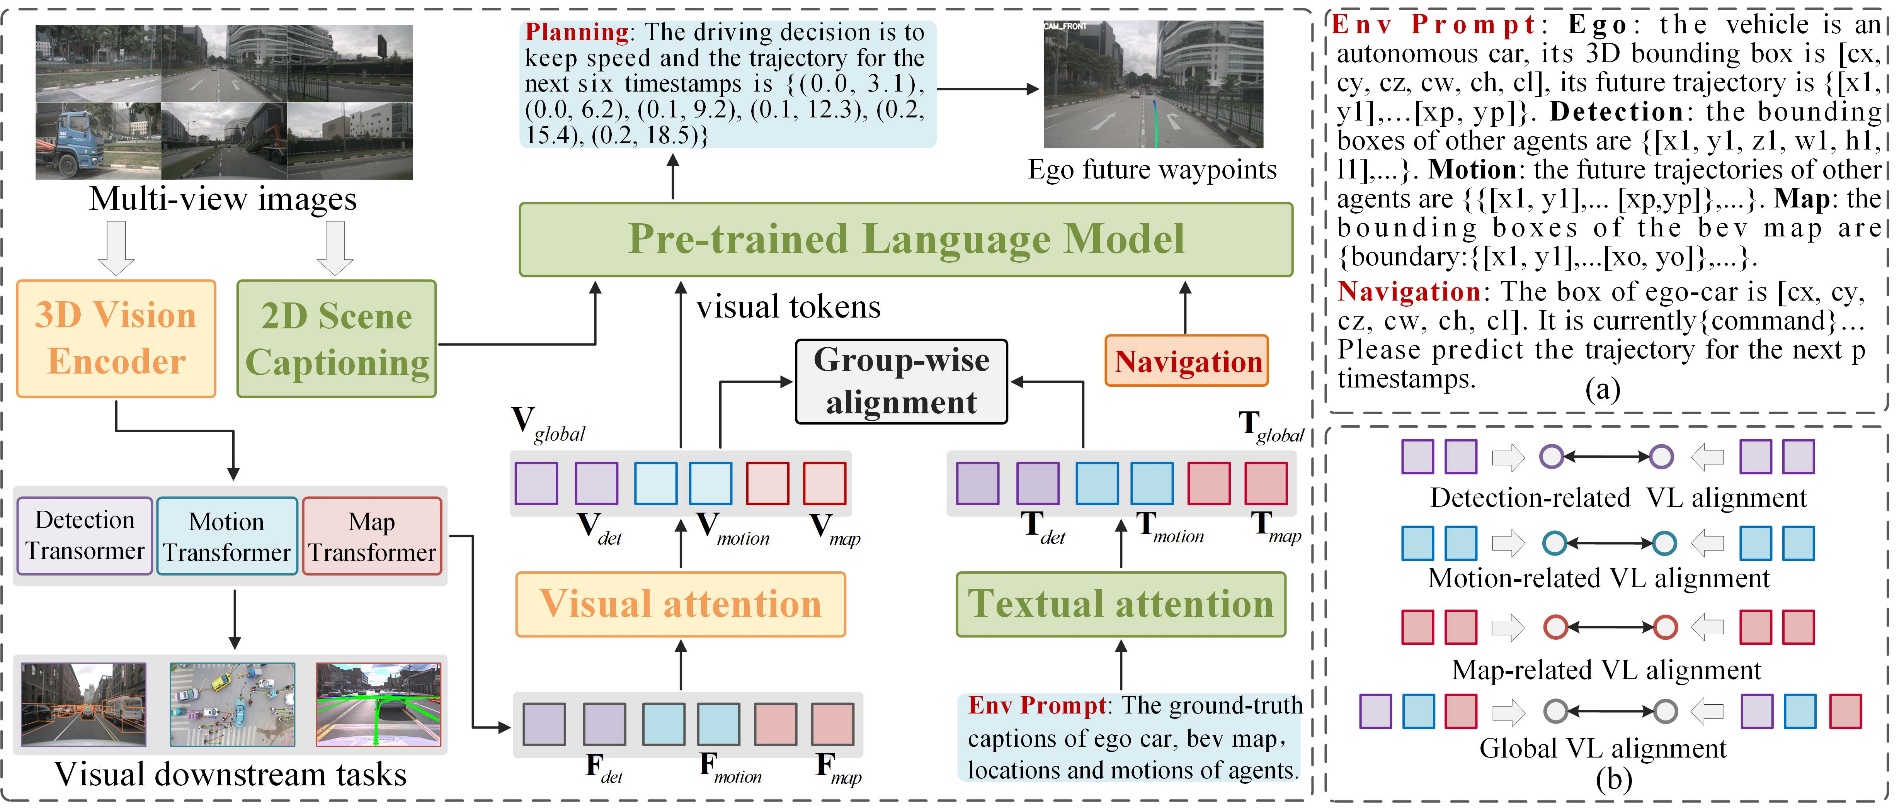 Multi-view images
3D Vision
Encoder
2D Scene
Captioning
Detection
Transormer
Motion
Transformer
Map
Transformer
Visual downstream tasks
Planning: The driving decision is to
keep speed and the trajectory for the
next six timestamps is {(0.0, 3.1),
(0.0, 6.2), (0.1, 9.2), (0.1, 12.3), (0.2,
15.4), (0.2, 18.5)}
CAM_FRONT
Ego future waypoints
Pre-trained Language Model
visual tokens
Group-wise
alignment
Navigation
V global
T global
V det
V motion
V map
T det
T motion
T map
Visual attention
Textual attention
F det
F motion
F map
Env Prompt: The ground-truth
captions of ego car, bev map,
locations and motions of agents.
Env Prompt: Ego: the vehicle is an
autonomous car, its 3D bounding box is [cx,
cy, cz, cw, ch, cl], its future trajectory is {[x1,
y1],...[xp, yp]}. Detection: the bounding
boxes of other agents are {[x1, y1, z1, w1, h1,
l1],...}. Motion: the future trajectories of other
agents are {{[x1, y1],... [xp,yp]},...}. Map: the
bounding boxes of the bev map are
{boundary:{[x1, y1],...[xo, yo]},...}.
Navigation: The box of ego-car is [cx, cy,
cz, cw, ch, cl]. It is currently{command}...
Please predict the trajectory for the next p
timestamps.
(a)
Detection-related VL alignment
Motion-related VL alignment
Map-related VL alignment
Global VL alignment
(b)